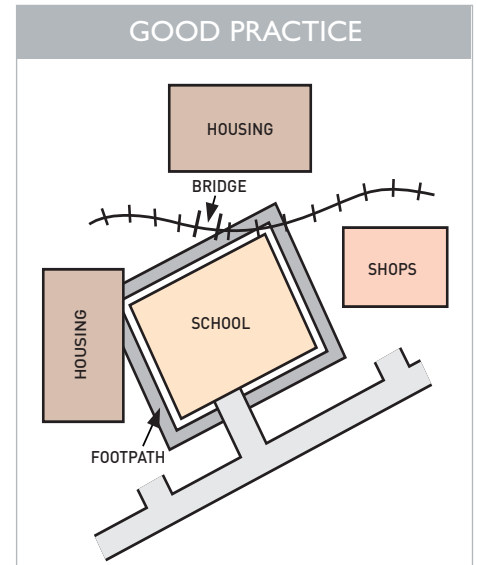 GOOD PRACTICE
HOUSING
BRIDGE
SHOPS
SCHOOL
HOUSING
FOOTPATH